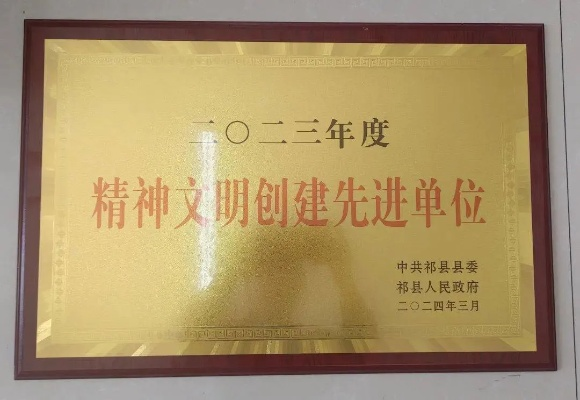 二〇二三年度
精神文明创建先进单位
中共祁县县委
祁县人民政府
二〇二四年三月